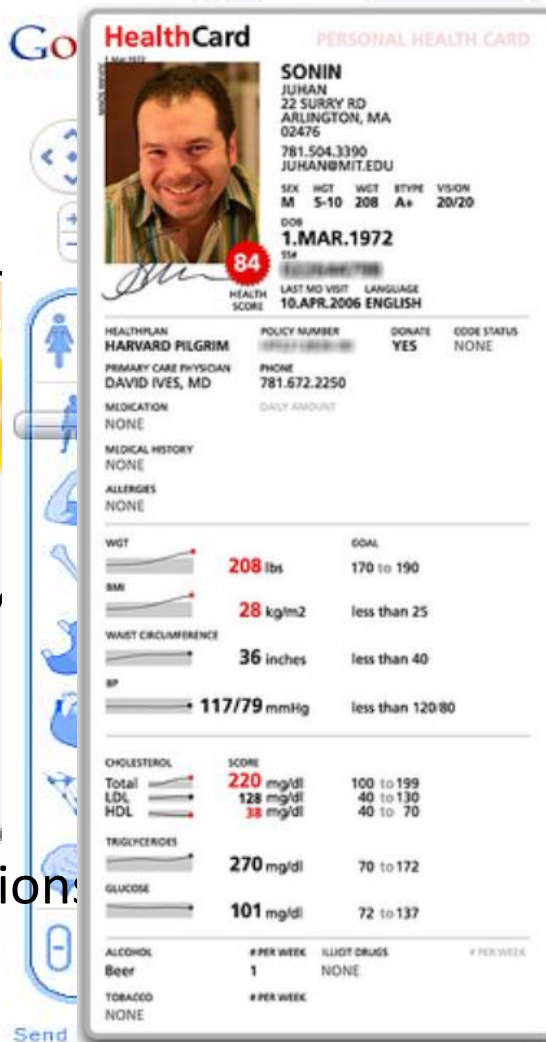 Go
HealthCard PERSONAL HEALTH CARD
1.Mar.1972
JUHAN SONIN
SONIN
JUHAN
22 SURRY RD
ARLINGTON, MA
02476
781.504.3390
JUHAN@MIT.EDU
SEX HGT WGT BTYPE VISION
M 5-10 208 A+ 20/20
DOB
1.MAR.1972
SS#
84
HEALTH SCORE
LAST MD VISIT LANGUAGE
10.APR.2006 ENGLISH
HEALTHPLAN POLICY NUMBER DONATE CODE STATUS
HARVARD PILGRIM YES NONE
PRIMARY CARE PHYSICIAN PHONE
DAVID IVES, MD 781.672.2250
MEDICATION DAILY AMOUNT
NONE
MEDICAL HISTORY
NONE
ALLERGIES
NONE
WGT GOAL
208 lbs 170 to 190
BMI
28 kg/m2 less than 25
WAIST CIRCUMFERENCE
36 inches less than 40
BP
117/79 mmHg less than 120/80
CHOLESTEROL SCORE
Total 220 mg/dl 100 to 199
LDL 128 mg/dl 40 to 130
HDL 38 mg/dl 40 to 70
TRIGLYCEROES
270 mg/dl 70 to 172
GLUCOSE
101 mg/dl 72 to 137
ALCOHOL # PER WEEK ILLIOT DRUGS # PER WEEK
Beer 1 NONE
TOBACCO # PER WEEK
NONE
ions
Send